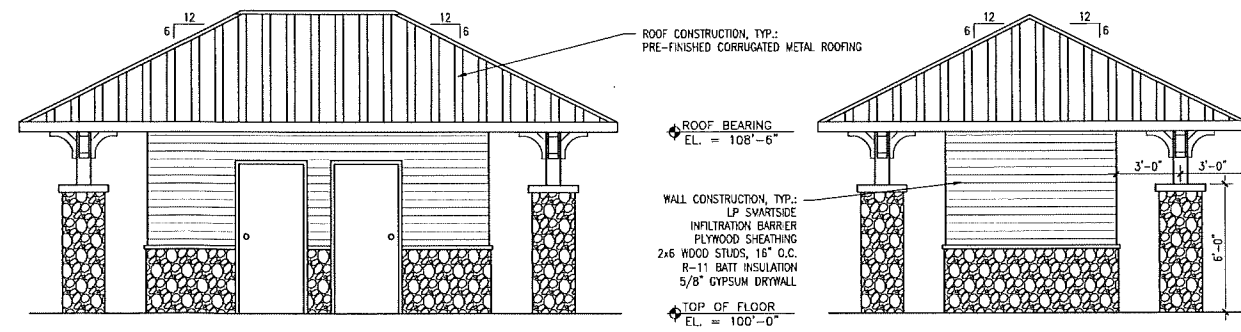 12
6
12
6
ROOF CONSTRUCTION, TYP.:
PRE-FINISHED CORRUGATED METAL ROOFING
12
6
12
6
ROOF BEARING
EL. = 108'-6"
3'-0"
3'-0"
WALL CONSTRUCTION, TYP.:
LP SMARTSIDE
INFILTRATION BARRIER
PLYWOOD SHEATHING
2x6 WOOD STUDS, 16" O.C.
R-11 BATT INSULATION
5/8" GYPSUM DRYWALL
6'-0"
TOP OF FLOOR
EL. = 100'-0"